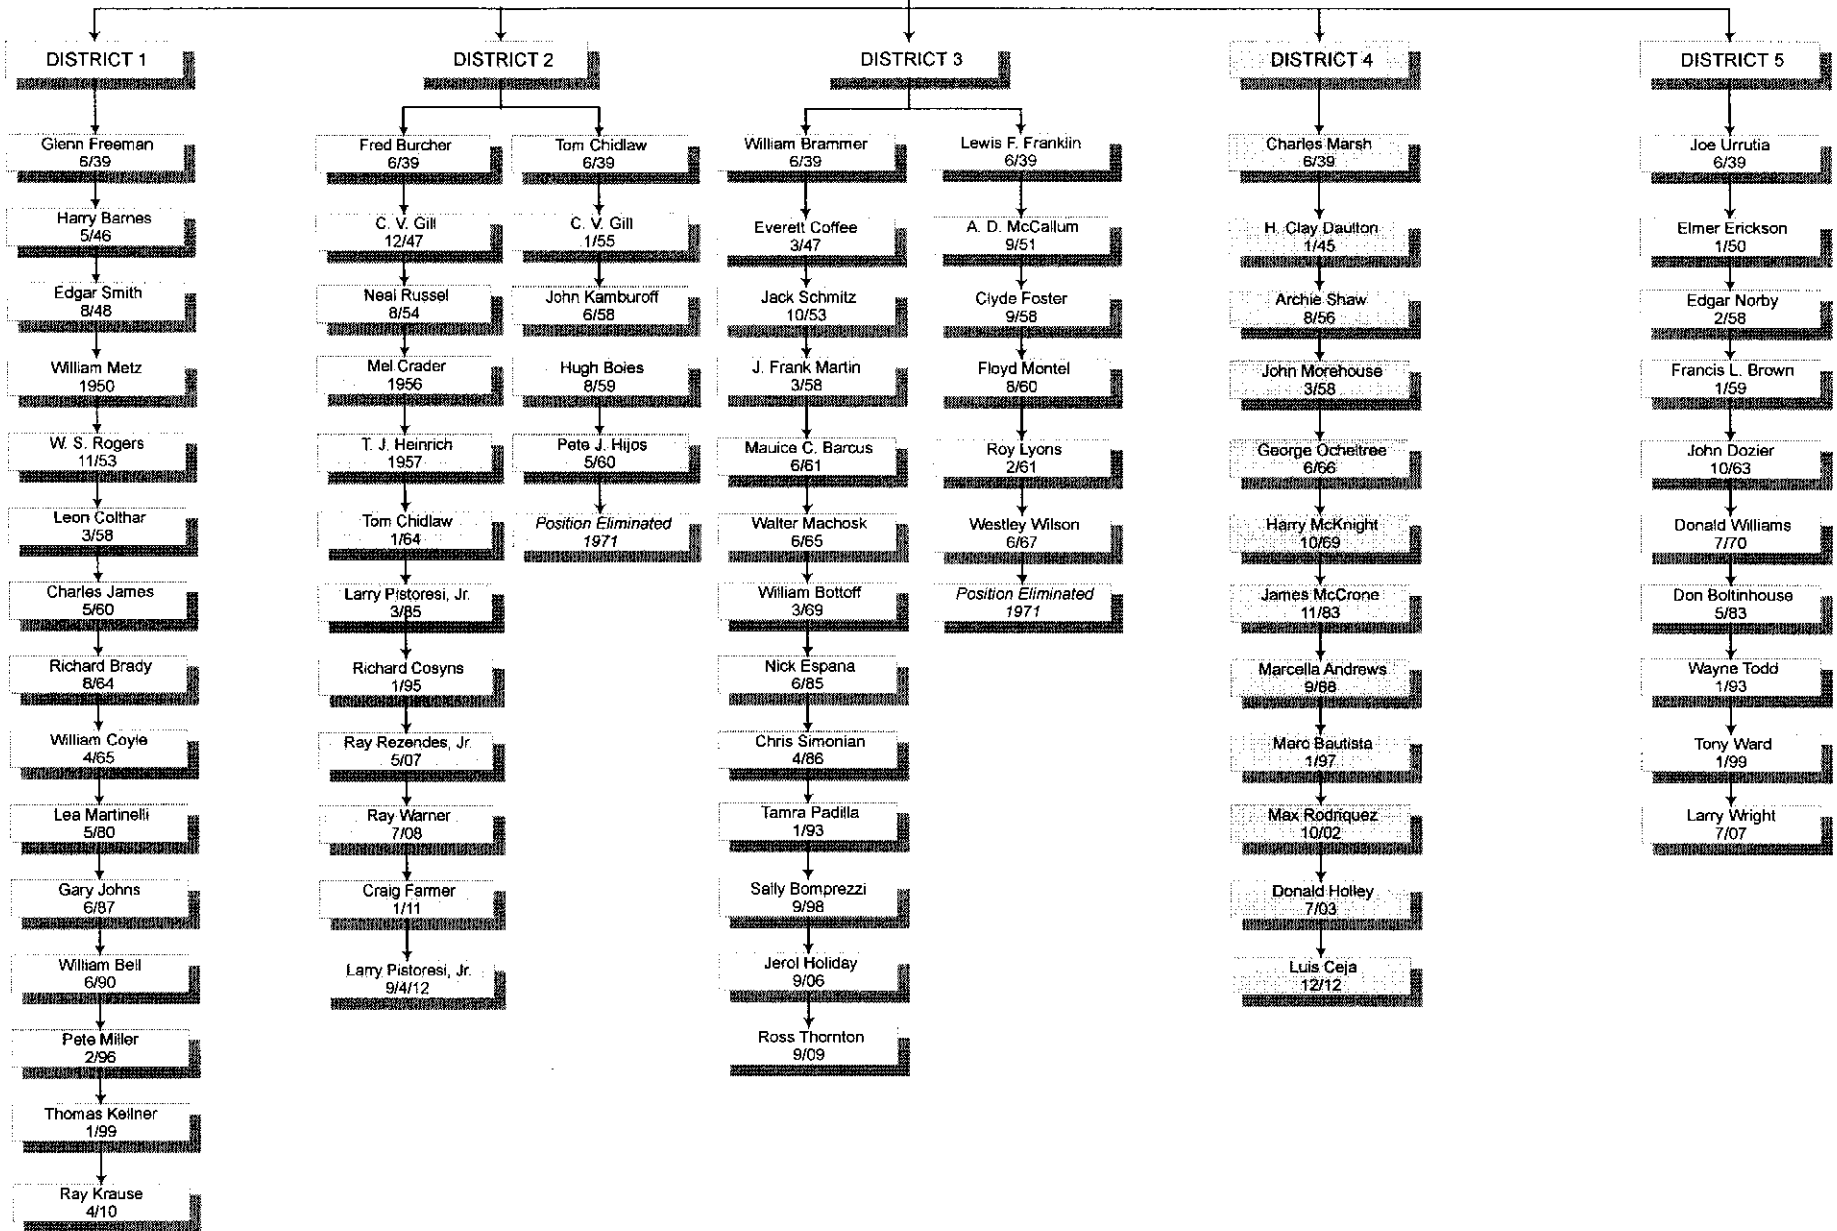 DISTRICT 1
Glenn Freeman
6/39
Harry Barnes
5/46
Edgar Smith
8/48
William Metz
1950
W. S. Rogers
11/53
Leon Colthar
3/58
Charles James
5/60
Richard Brady
8/64
William Coyle
4/65
Lea Martinelli
5/80
Gary Johns
6/87
William Bell
6/90
Pete Miller
2/96
Thomas Kellner
1/99
Ray Krause
4/10
DISTRICT 2
Fred Burcher
6/39
C. V. Gill
12/47
Neal Russel
8/54
Mel Crader
1956
T. J. Heinrich
1957
Tom Chidlaw
1/64
Larry Pistoresi, Jr.
3/85
Richard Cosyns
1/95
Ray Rezendes, Jr.
5/07
Ray Warner
7/08
Craig Farmer
1/11
Larry Pistoresi, Jr.
9/4/12
Tom Chidlaw
6/39
C. V. Gill
1/55
John Kamburoff
6/58
Hugh Boies
8/59
Pete J. Hijos
5/60
Position Eliminated
1971
DISTRICT 3
William Brammer
6/39
Everett Coffee
3/47
Jack Schmitz
10/53
J. Frank Martin
3/58
Mauice C. Barcus
6/61
Walter Machosk
6/65
William Bottoff
3/69
Nick Espana
6/85
Chris Simonian
4/86
Tamra Padilla
1/93
Sally Bomprezzi
9/98
Jerol Holiday
9/06
Ross Thornton
9/09
Lewis F. Franklin
6/39
A. D. McCallum
9/51
Clyde Foster
9/58
Floyd Montel
8/60
Roy Lyons
2/61
Westley Wilson
6/67
Position Eliminated
1971
DISTRICT 4
Charles Marsh
6/39
H. Clay Daulton
1/45
Archie Shaw
8/56
John Morehouse
3/58
George Ocheltree
6/66
Harry McKnight
10/69
James McCrone
11/83
Marcella Andrews
9/88
Marc Bautista
1/97
Max Rodriquez
10/02
Donald Holley
7/03
Luis Ceja
12/12
DISTRICT 5
Joe Urrutia
6/39
Elmer Erickson
1/50
Edgar Norby
2/58
Francis L. Brown
1/59
John Dozier
10/63
Donald Williams
7/70
Don Boltinhouse
5/83
Wayne Todd
1/93
Tony Ward
1/99
Larry Wright
7/07